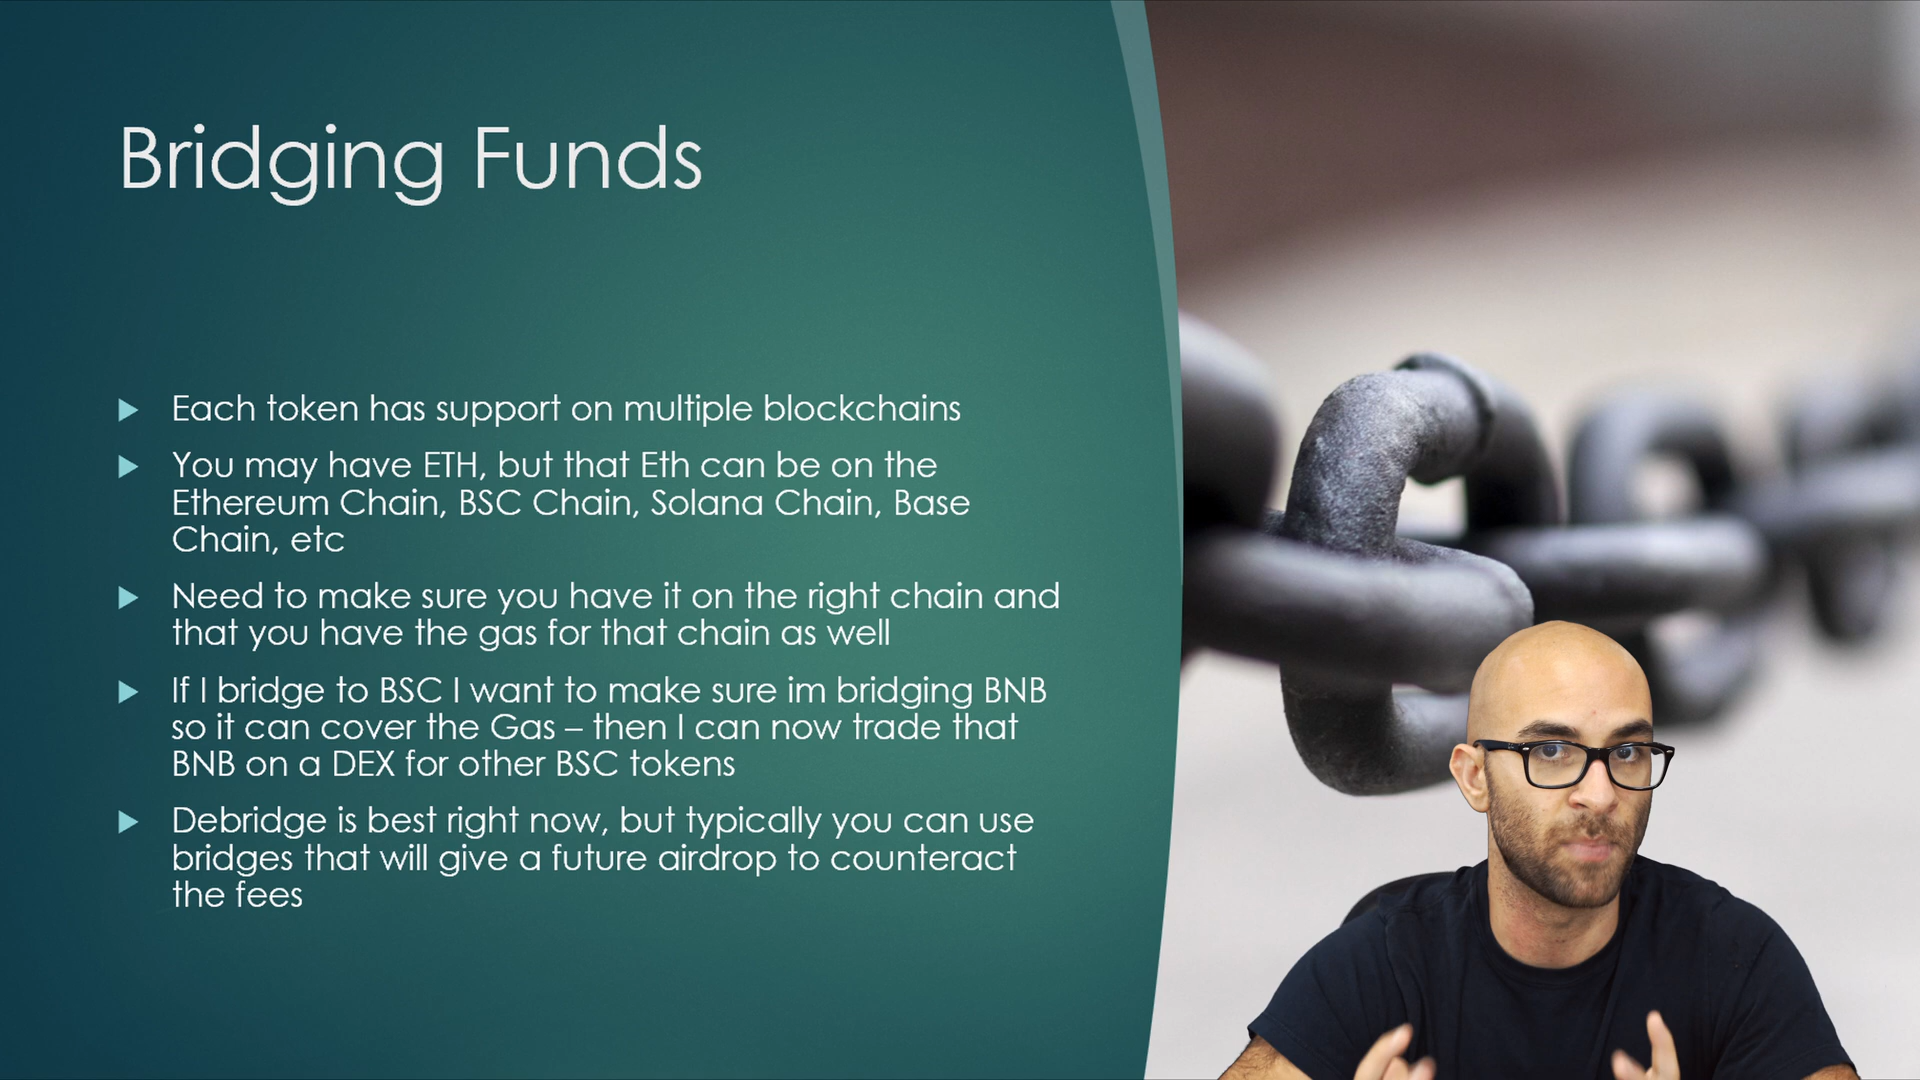 Bridging Funds
Each token has support on multiple blockchains
You may have ETH, but that Eth can be on the
Ethereum Chain, BSC Chain, Solana Chain, Base
Chain, etc
Need to make sure you have it on the right chain and
that you have the gas for that chain as well
If I bridge to BSC I want to make sure im bridging BNB
so it can cover the Gas – then I can now trade that
BNB on a DEX for other BSC tokens
Debridge is best right now, but typically you can use
bridges that will give a future airdrop to counteract
the fees